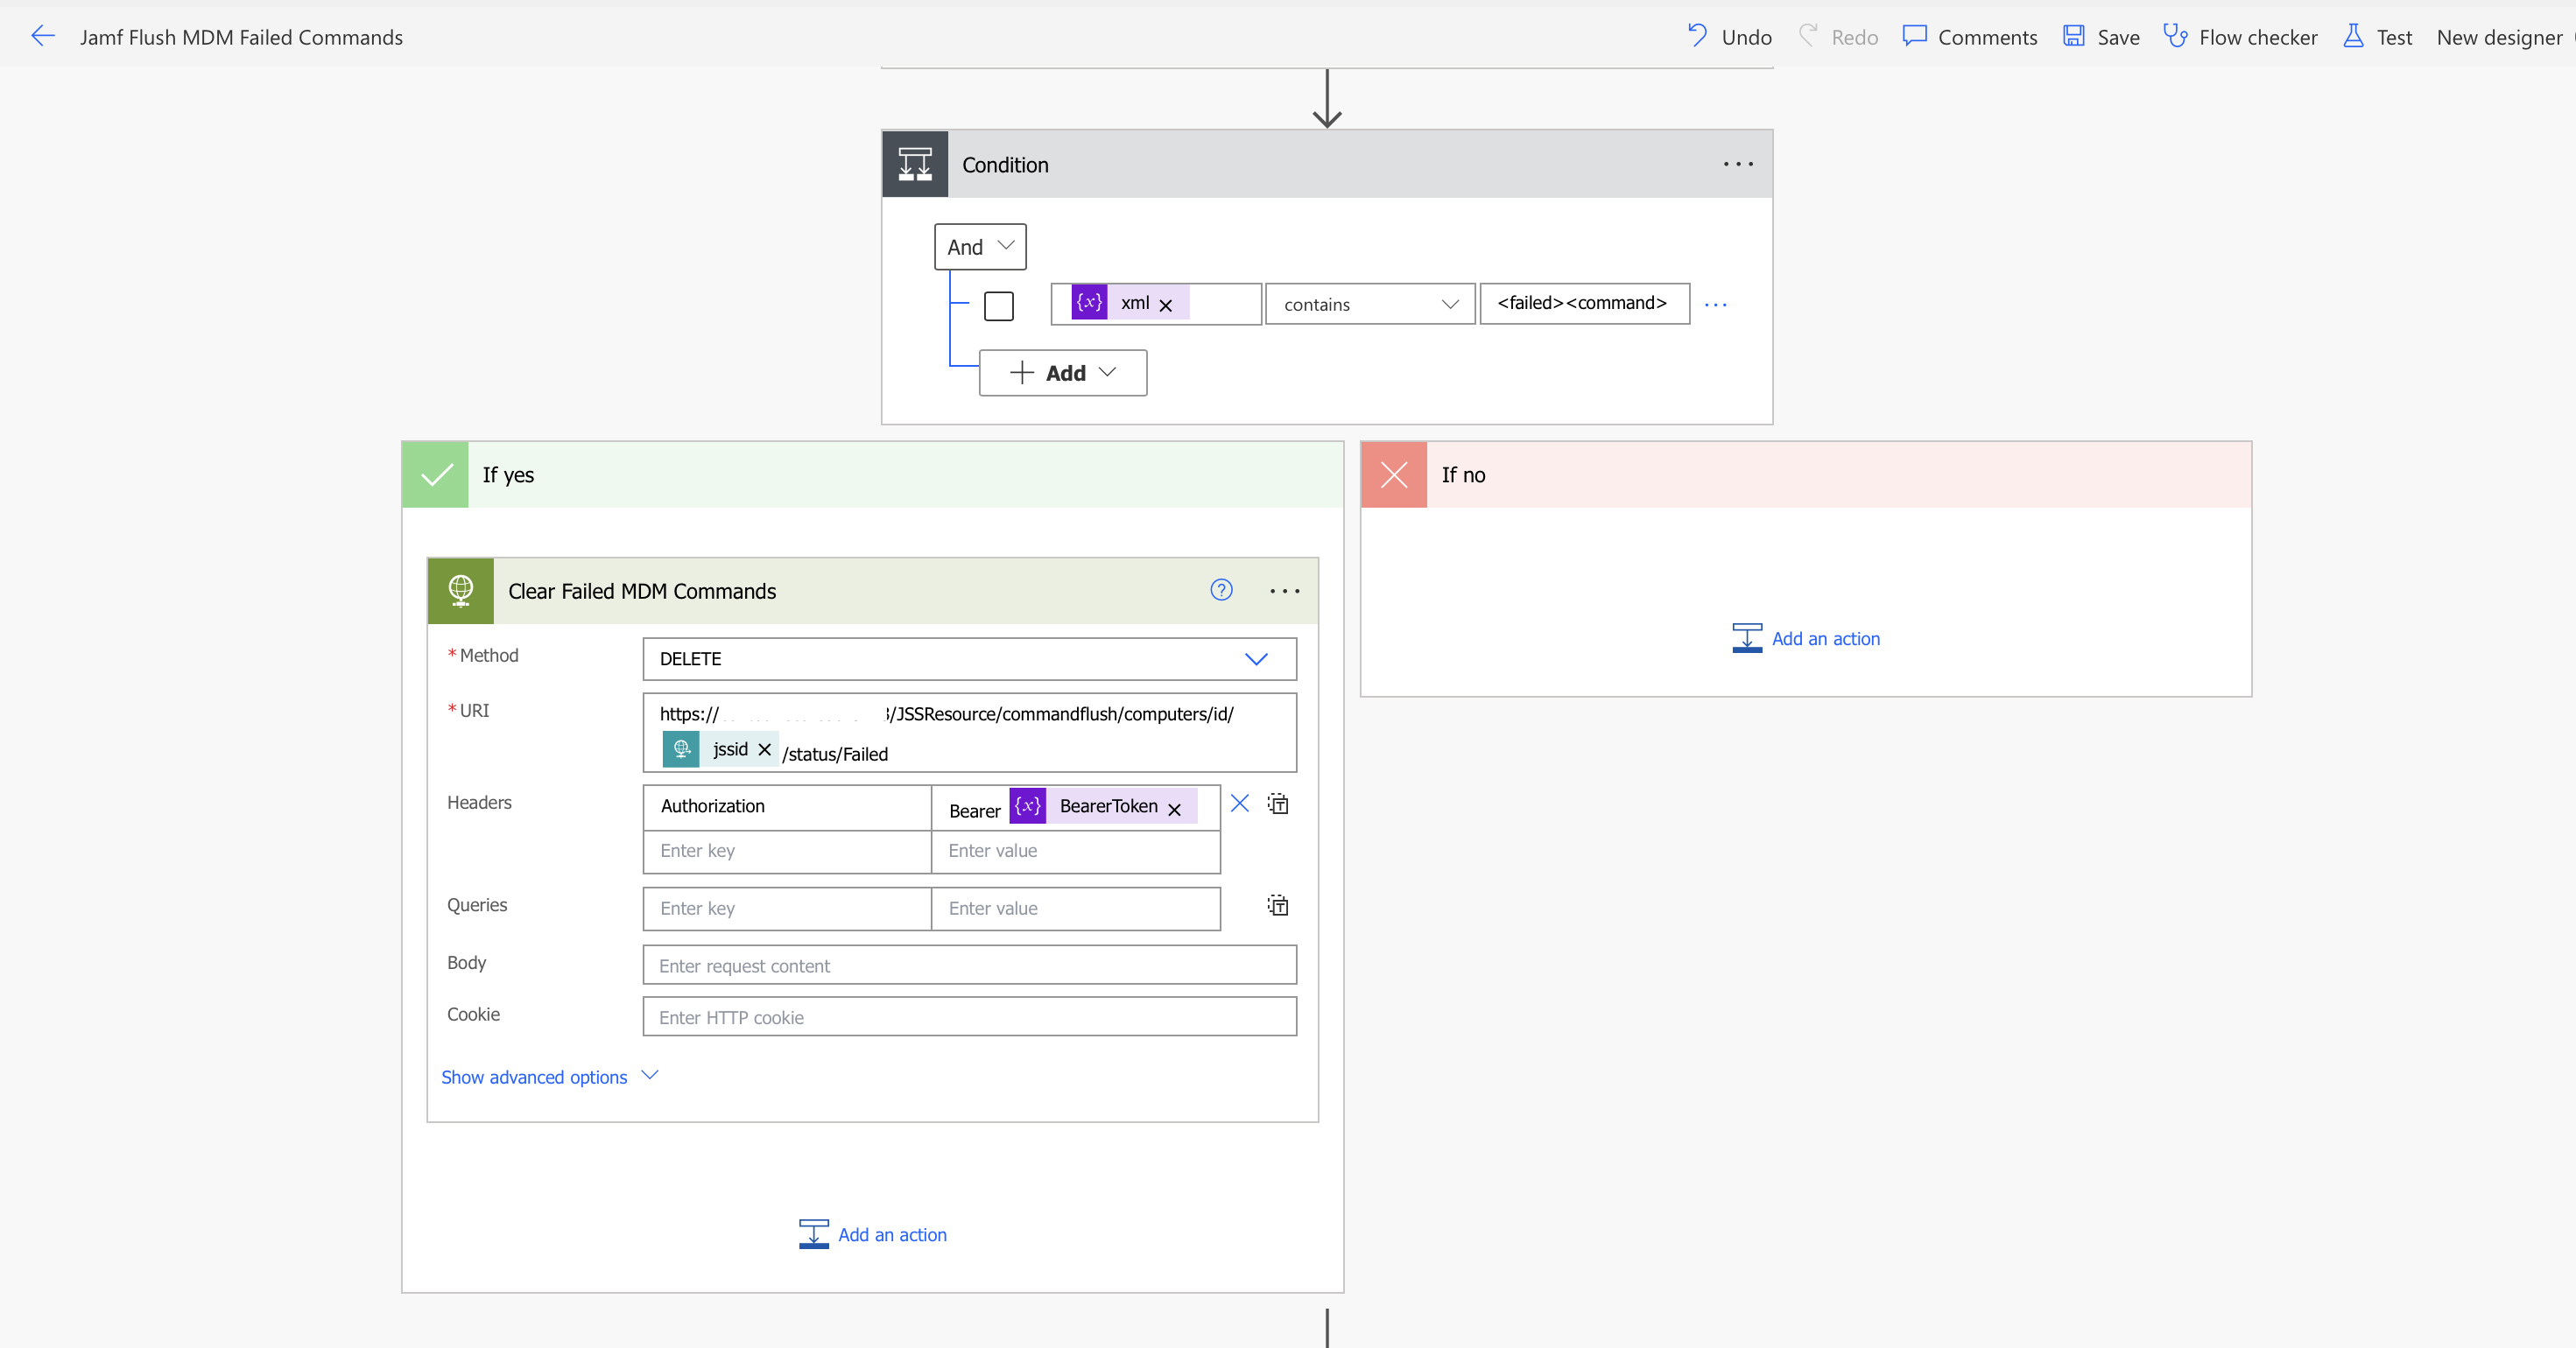 Jamf Flush MDM Failed Commands
Undo Redo Comments Save Flow checker Test New designer
Condition
And
{x} xml contains <failed><command>
Add
If yes
If no
Clear Failed MDM Commands
Add an action
* Method DELETE
* URI https:// /JSSResource/commandflush/computers/id/
jssid /status/Failed
Headers Authorization Bearer {x} BearerToken
Enter key Enter value
Queries Enter key Enter value
Body Enter request content
Cookie Enter HTTP cookie
Show advanced options
Add an action